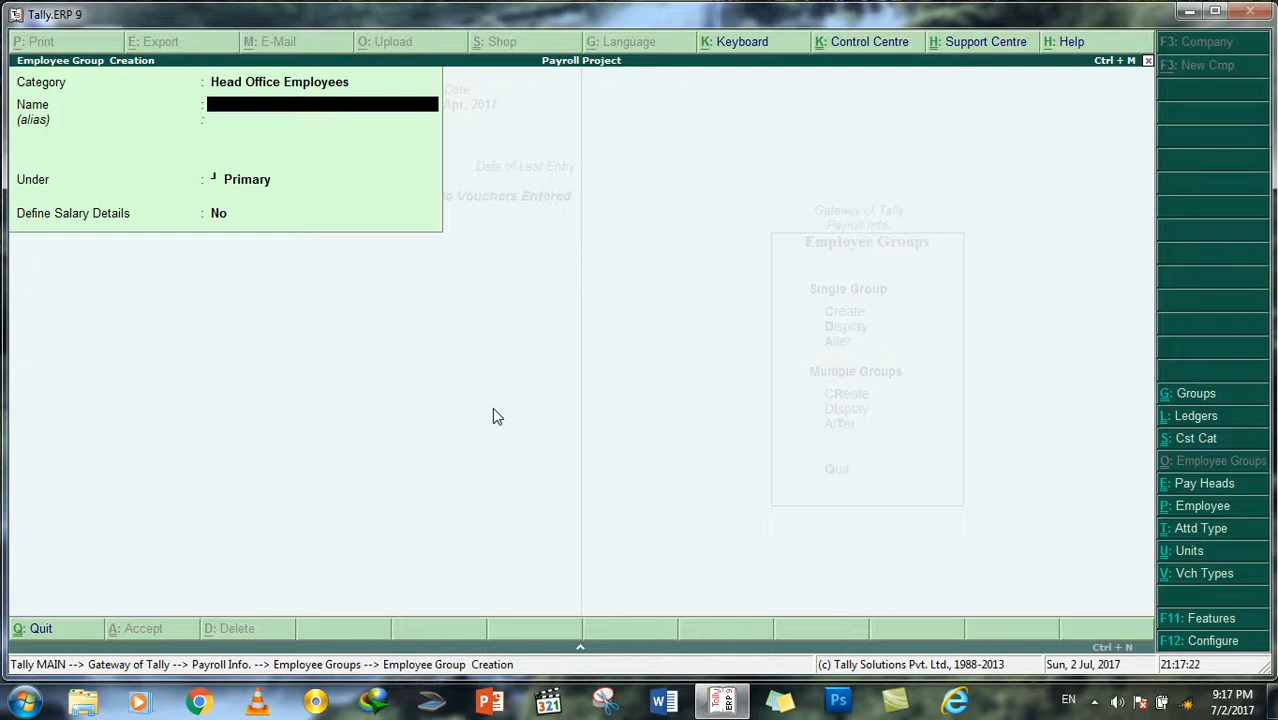 Tally.ERP 9
P: Print
E: Export
M: E-Mail
O: Upload
S: Shop
G: Language
K: Keyboard
K: Control Centre
H: Support Centre
H: Help
F3: Company
F3: New Cmp
Employee Group Creation
Payroll Project
Ctrl + M
Category : Head Office Employees
Name :
(alias) :
Under : ┘ Primary
Define Salary Details : No
Date
Apr, 2017
Date of Last Entry
o Vouchers Entered
Gateway of Tally
Payroll Info.
Employee Groups
Single Group
Create
Display
Alter
Multiple Groups
CReate
DIsplay
AlTer
Quit
G: Groups
L: Ledgers
S: Cst Cat
O: Employee Groups
E: Pay Heads
P: Employee
T: Attd Type
U: Units
V: Vch Types
F11: Features
F12: Configure
Q: Quit
A: Accept
D: Delete
Ctrl + N
Tally MAIN --> Gateway of Tally --> Payroll Info. --> Employee Groups --> Employee Group Creation
(c) Tally Solutions Pvt. Ltd., 1988-2013
Sun, 2 Jul, 2017
21:17:22
321
ERP 9
EN
9:17 PM
7/2/2017